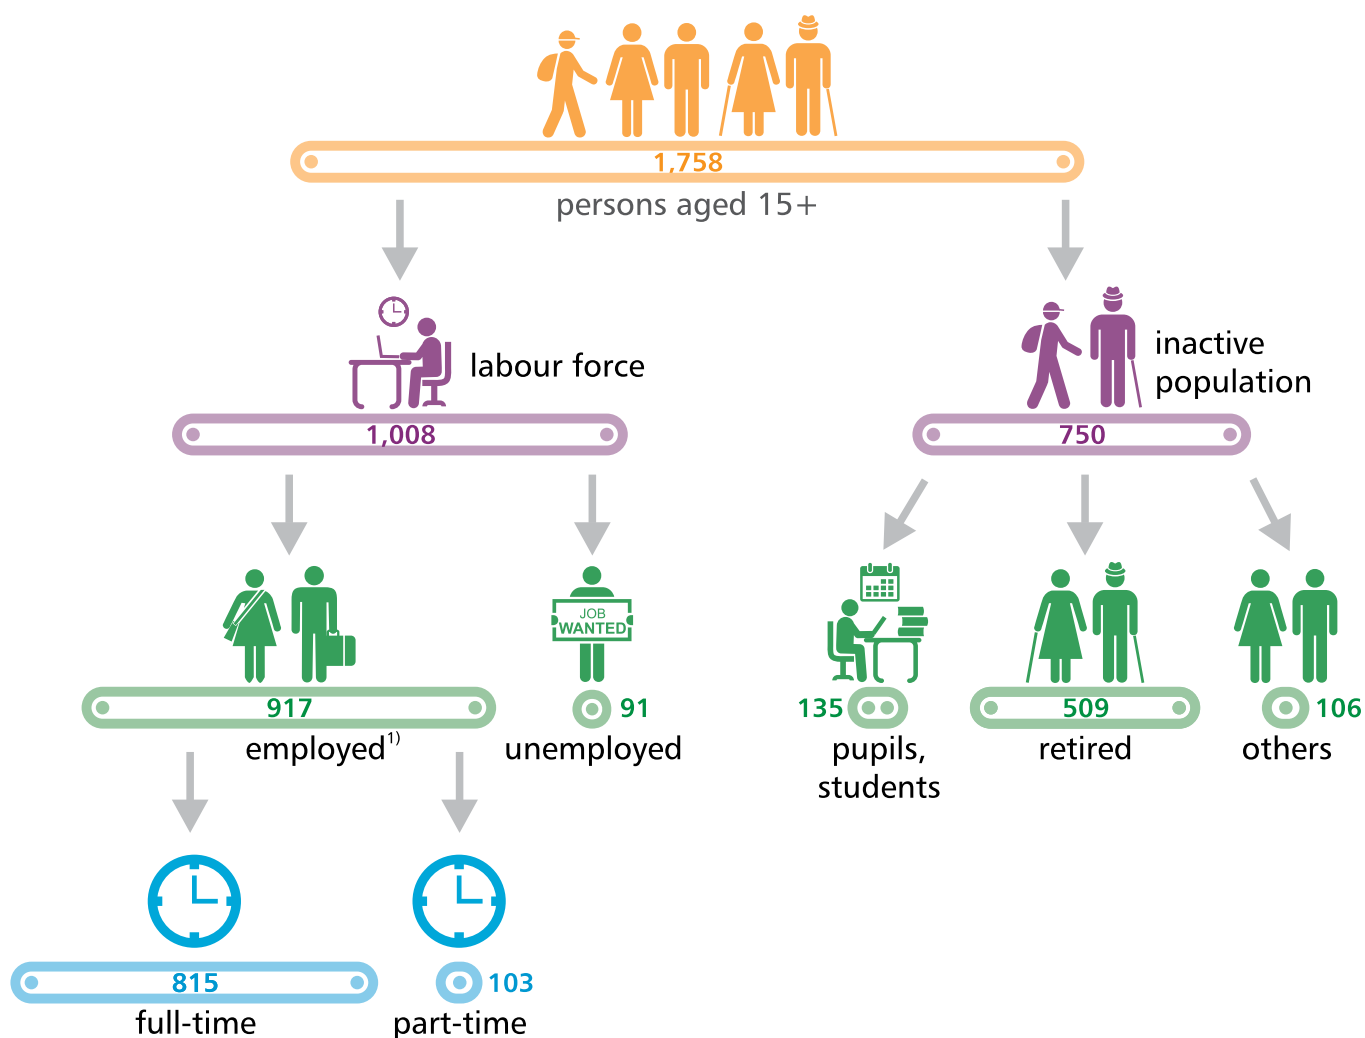 1,758
persons aged 15+
labour force
inactive
population
1,008
750
JOB
WANTED
917
91
135
509
106
employed1)
unemployed
pupils,
students
retired
others
815
103
full-time
part-time